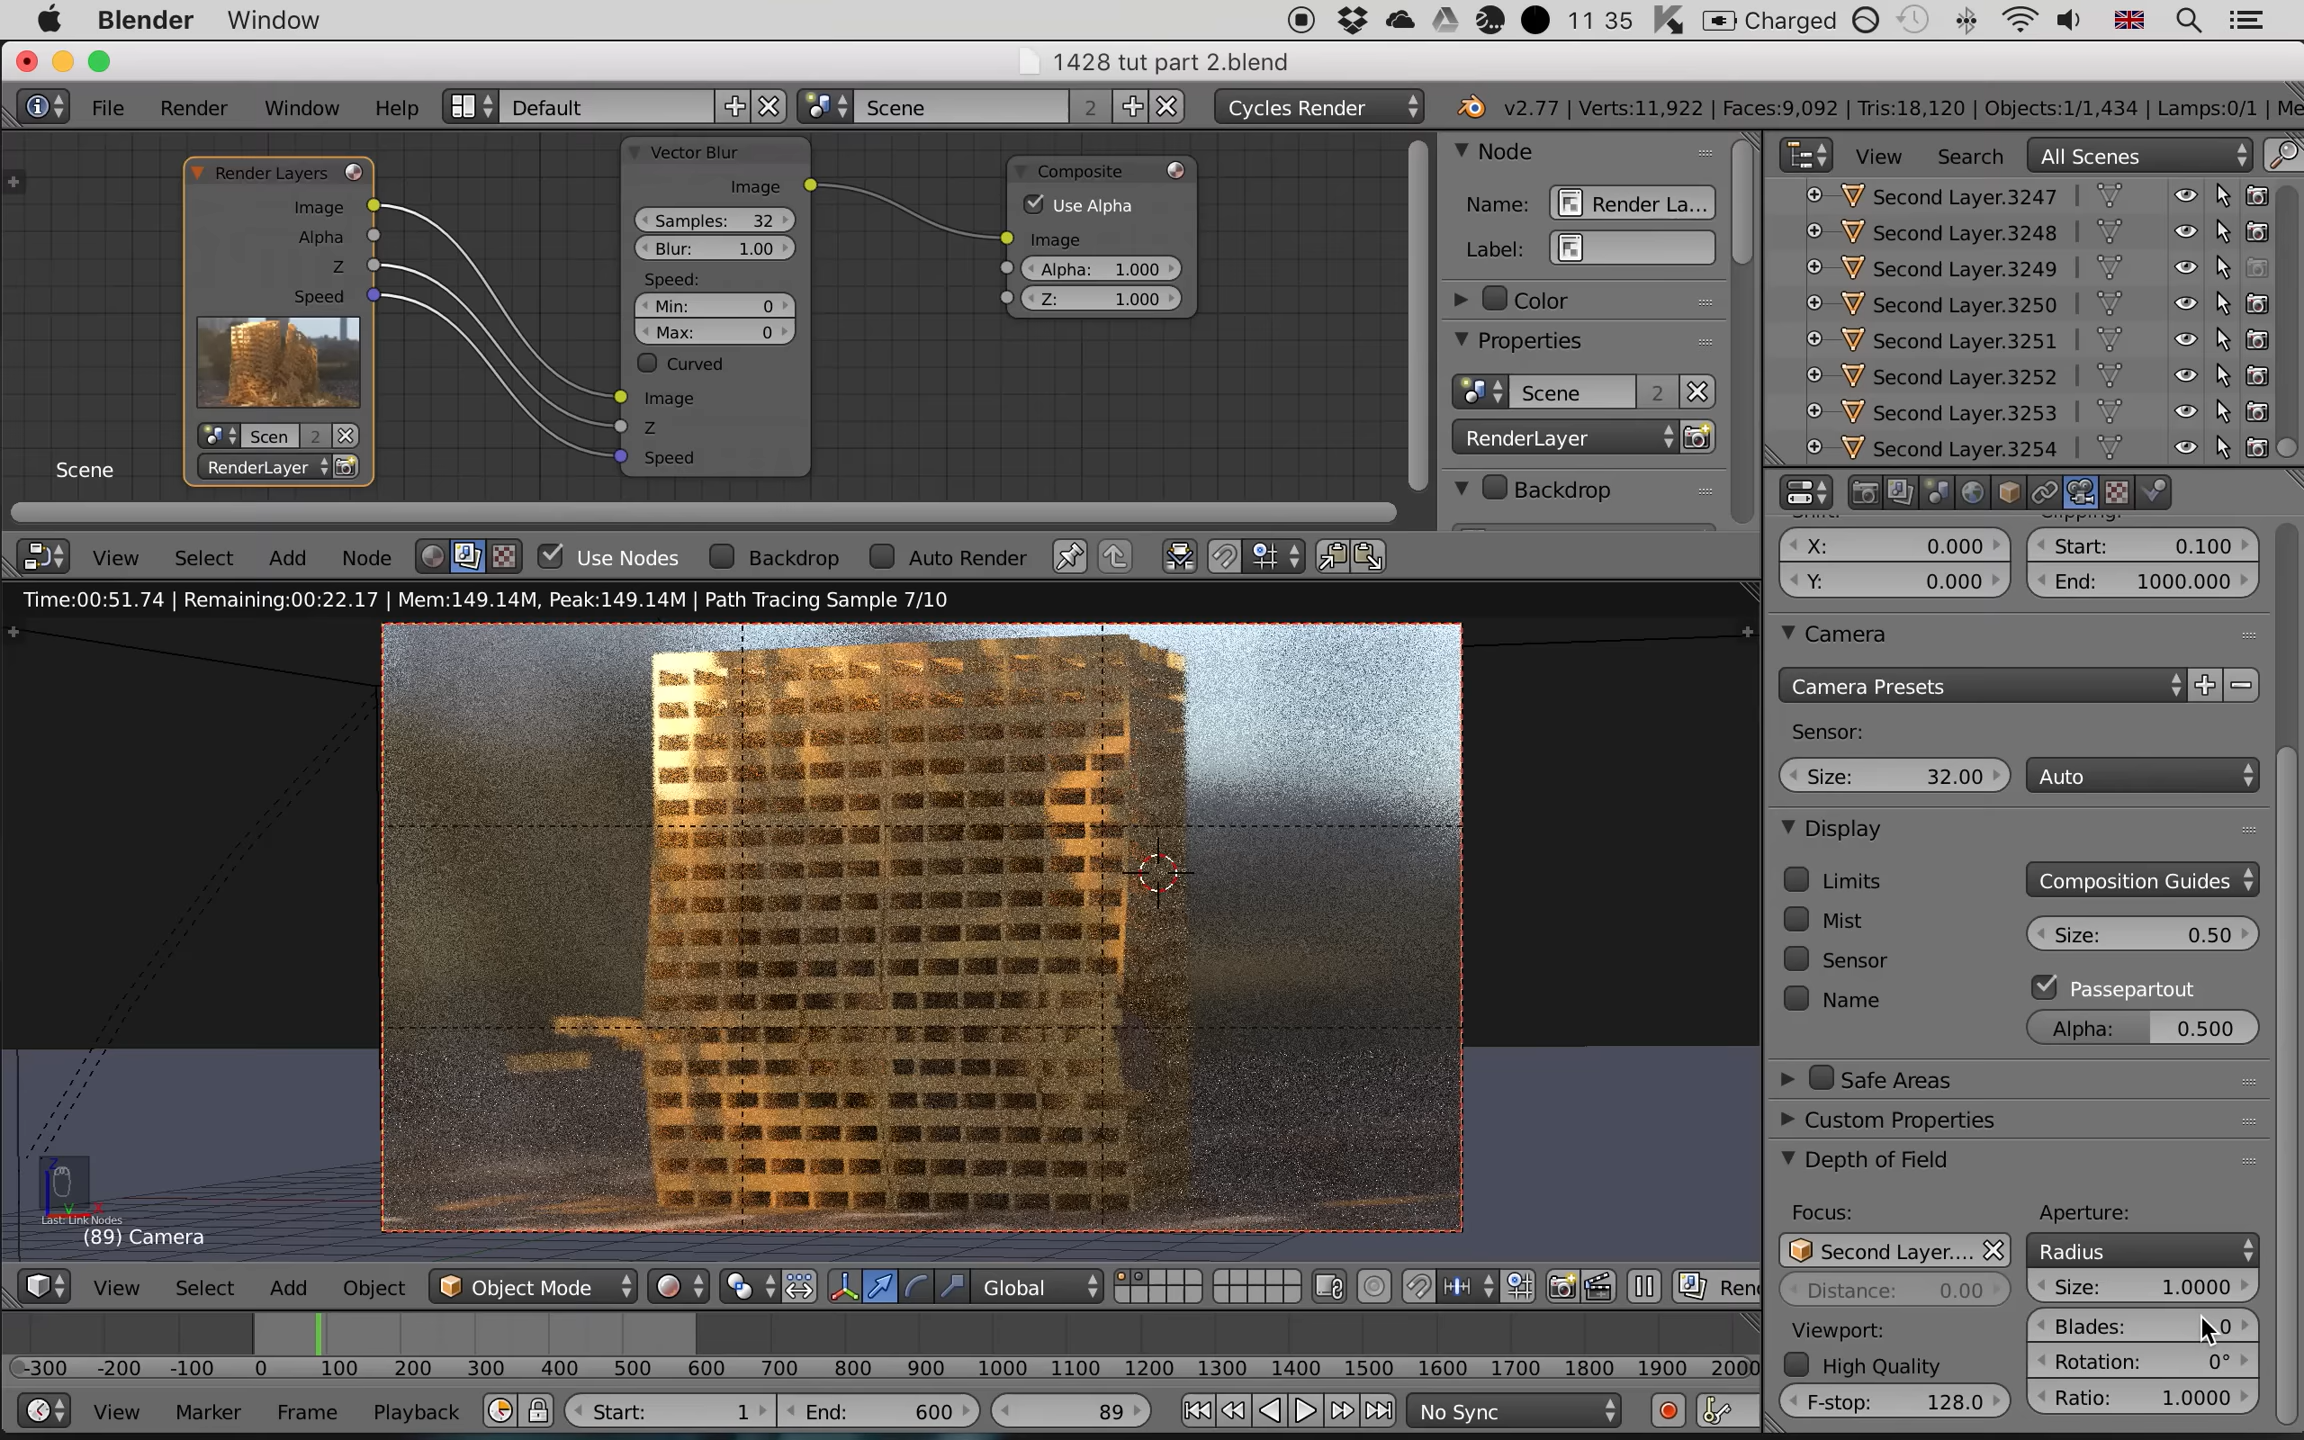 Blender Window 11 35 Charged
1428 tut part 2.blend
File Render Window Help Default Scene 2 Cycles Render v2.77 | Verts:11,922 | Faces:9,092 | Tris:18,120 | Objects:1/1,434 | Lamps:0/1 | Me
Render Layers
Image
Alpha
Z
Speed
Scen 2
RenderLayer
Scene
Vector Blur
Image
Samples: 32
Blur: 1.00
Speed:
Min: 0
Max: 0
Curved
Image
Z
Speed
Composite
Use Alpha
Image
Alpha: 1.000
Z: 1.000
Node
Name: Render La...
Label:
Color
Properties
Scene 2
RenderLayer
Backdrop
View Search All Scenes
Second Layer.3247
Second Layer.3248
Second Layer.3249
Second Layer.3250
Second Layer.3251
Second Layer.3252
Second Layer.3253
Second Layer.3254
View Select Add Node Use Nodes Backdrop Auto Render
Time:00:51.74 | Remaining:00:22.17 | Mem:149.14M, Peak:149.14M | Path Tracing Sample 7/10
Last: Link Nodes
(89) Camera
X: 0.000 Start: 0.100
Y: 0.000 End: 1000.000
Camera
Camera Presets
Sensor:
Size: 32.00 Auto
Display
Limits Composition Guides
Mist Size: 0.50
Sensor
Passepartout
Name
Alpha: 0.500
Safe Areas
Custom Properties
Depth of Field
Focus: Aperture:
Second Layer.... Radius
Distance: 0.00 Size: 1.0000
Viewport: Blades: 0
High Quality Rotation: 0°
F-stop: 128.0 Ratio: 1.0000
View Select Add Object Object Mode Global Ren
-300 -200 -100 0 100 200 300 400 500 600 700 800 900 1000 1100 1200 1300 1400 1500 1600 1700 1800 1900 2000
View Marker Frame Playback Start: 1 End: 600 89 No Sync